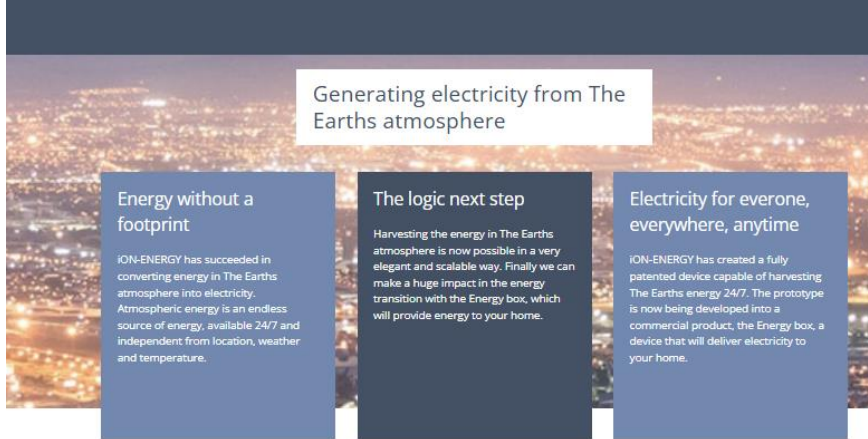 Generating electricity from The
Earths atmosphere
Energy without a
footprint
iON-ENERGY has succeeded in
converting energy in The Earths
atmosphere into electricity.
Atmospheric energy is an endless
source of energy, available 24/7 and
independent from location, weather
and temperature.
The logic next step
Harvesting the energy in The Earths
atmosphere is now possible in a very
elegant and scalable way. Finally we can
make a huge impact in the energy
transition with the Energy box, which
will provide energy to your home.
Electricity for everone,
everywhere, anytime
iON-ENERGY has created a fully
patented device capable of harvesting
The Earths energy 24/7. The prototype
is now being developed into a
commercial product, the Energy box, a
device that will deliver electricity to
your home.